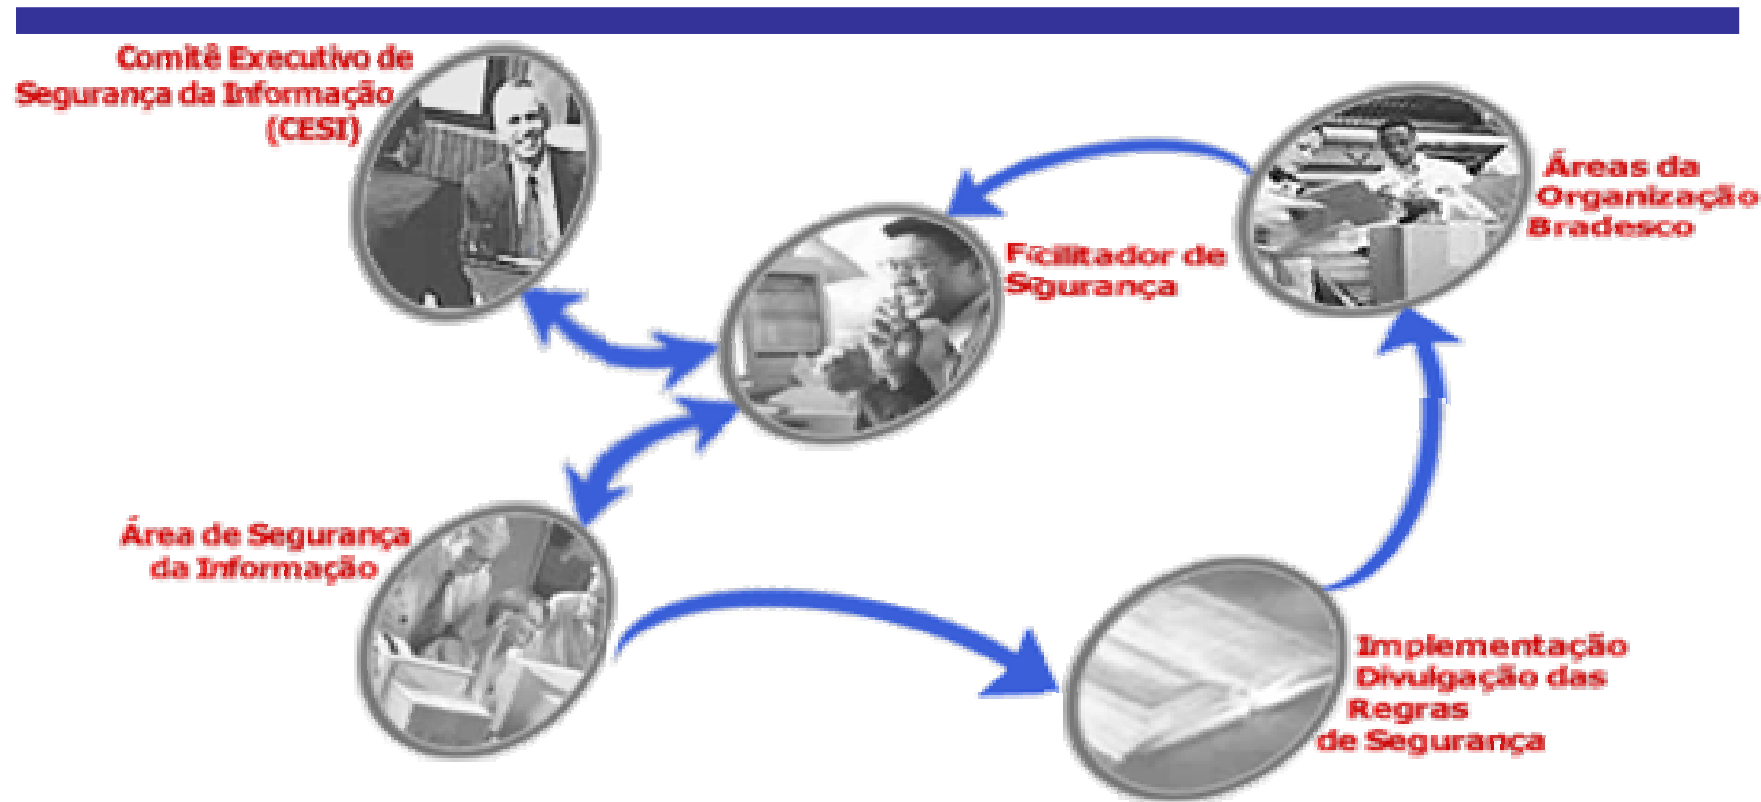 Comitê Executivo de
Segurança da Informação
(CESI)
Áreas da
Organização
Bradesco
Facilitador de
Segurança
Área de Segurança
da Informação
Implementação
Divulgação das
Regras
de Segurança